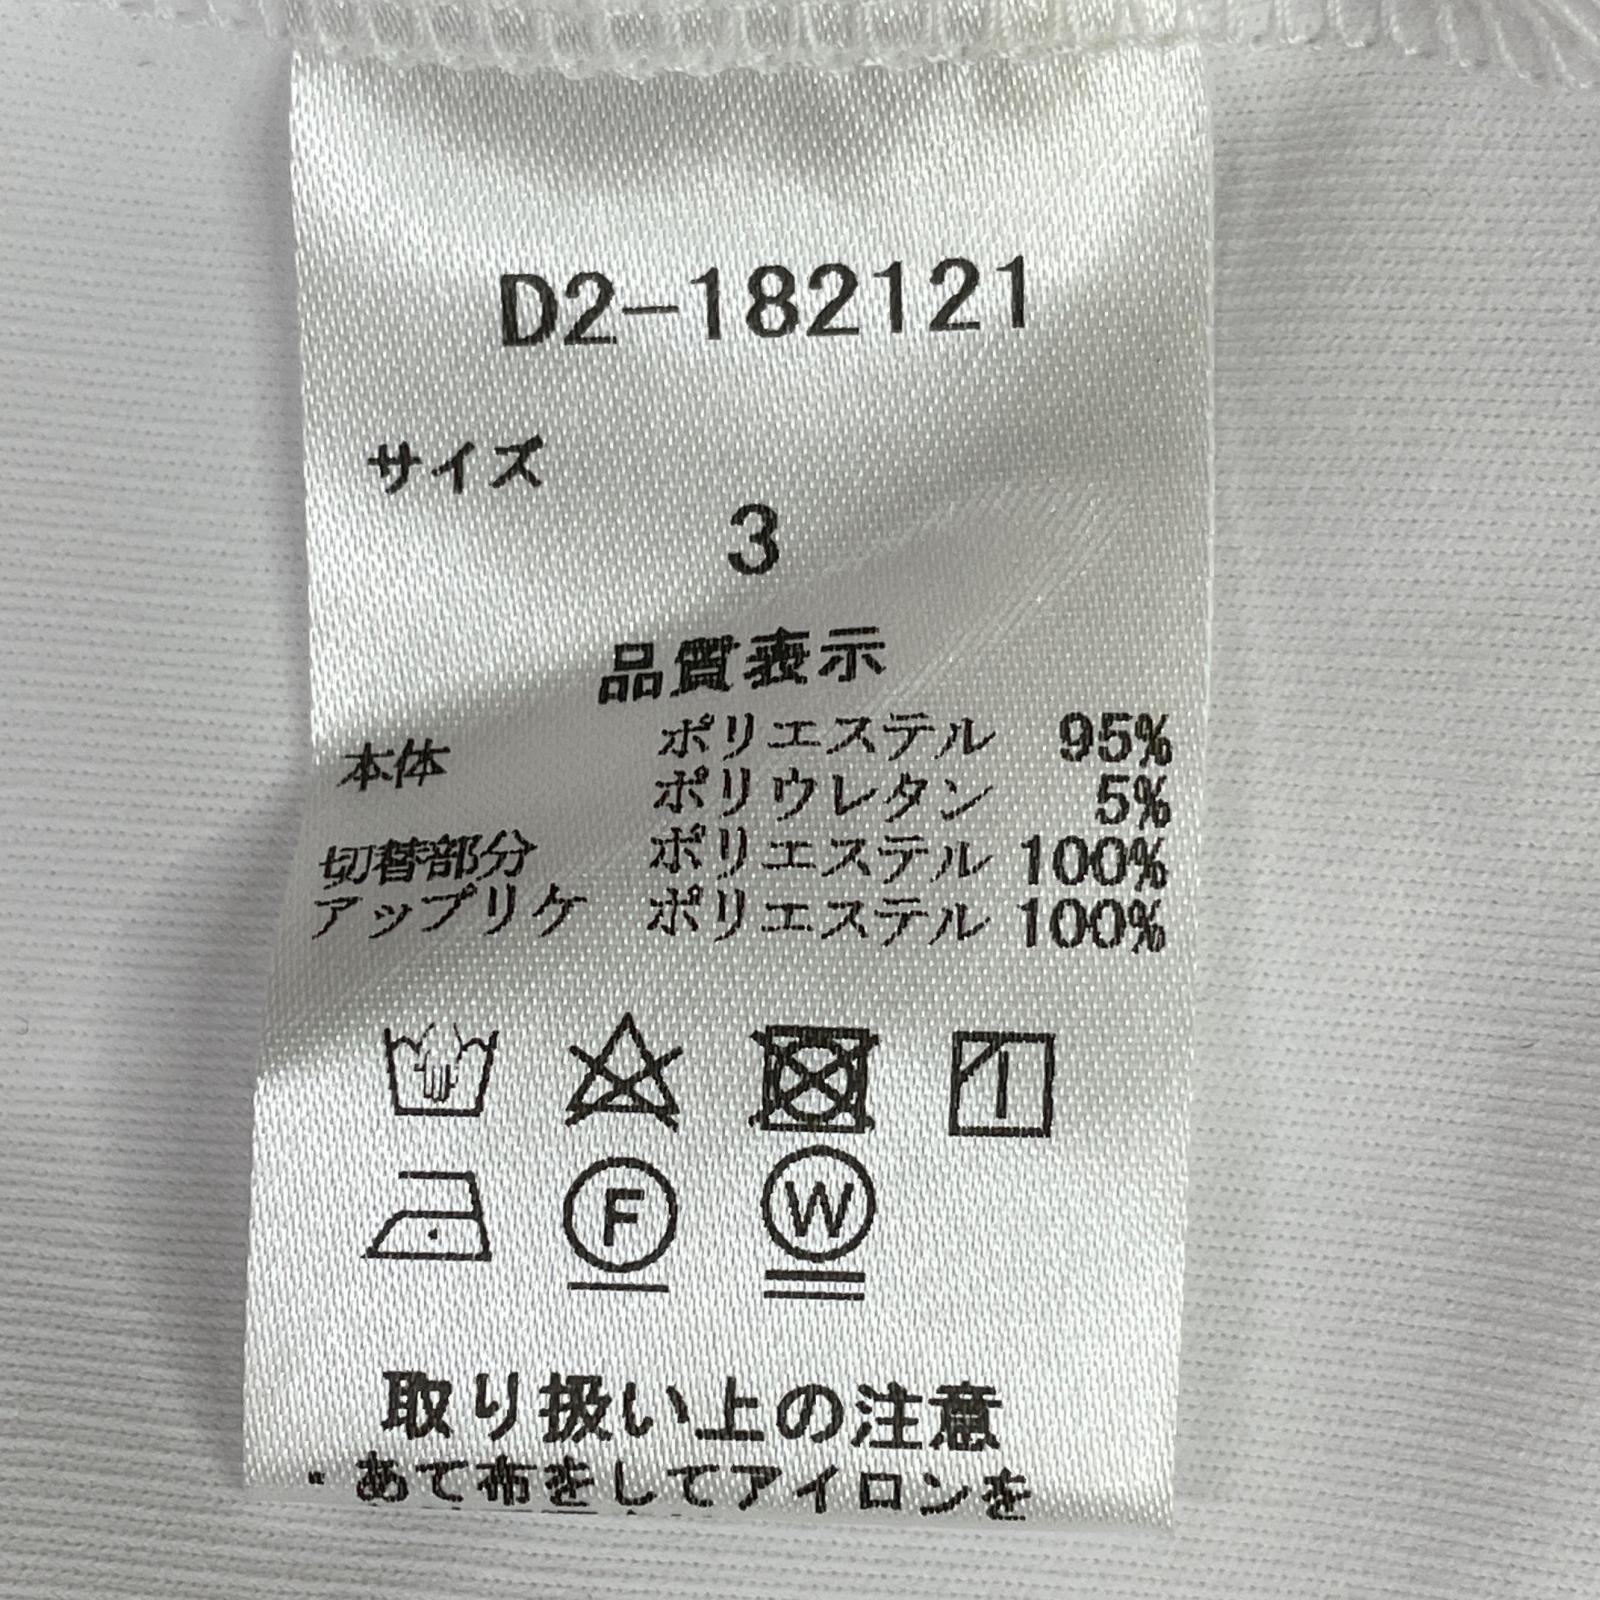 D2-182121
サイズ
3
品質表示
本体 ポリエステル 95%
ポリウレタン 5%
切替部分 ポリエステル 100%
アップリケ ポリエステル 100%
F W
取り扱い上の注意
・あて布をしてアイロンを